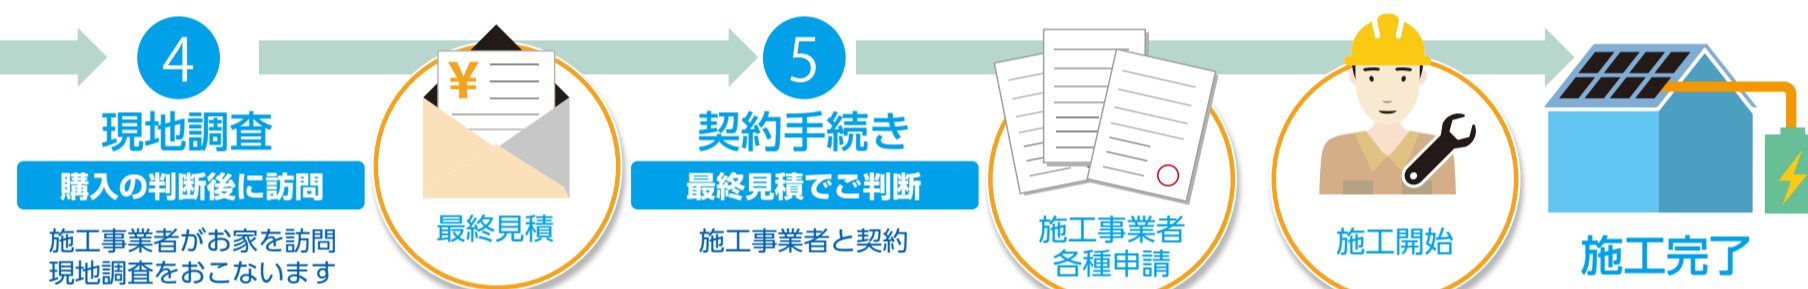 4
現地調査
購入の判断後に訪問
施工事業者がお家を訪問
現地調査をおこないます
¥
最終見積
5
契約手続き
最終見積でご判断
施工事業者と契約
施工事業者
各種申請
施工開始
施工完了